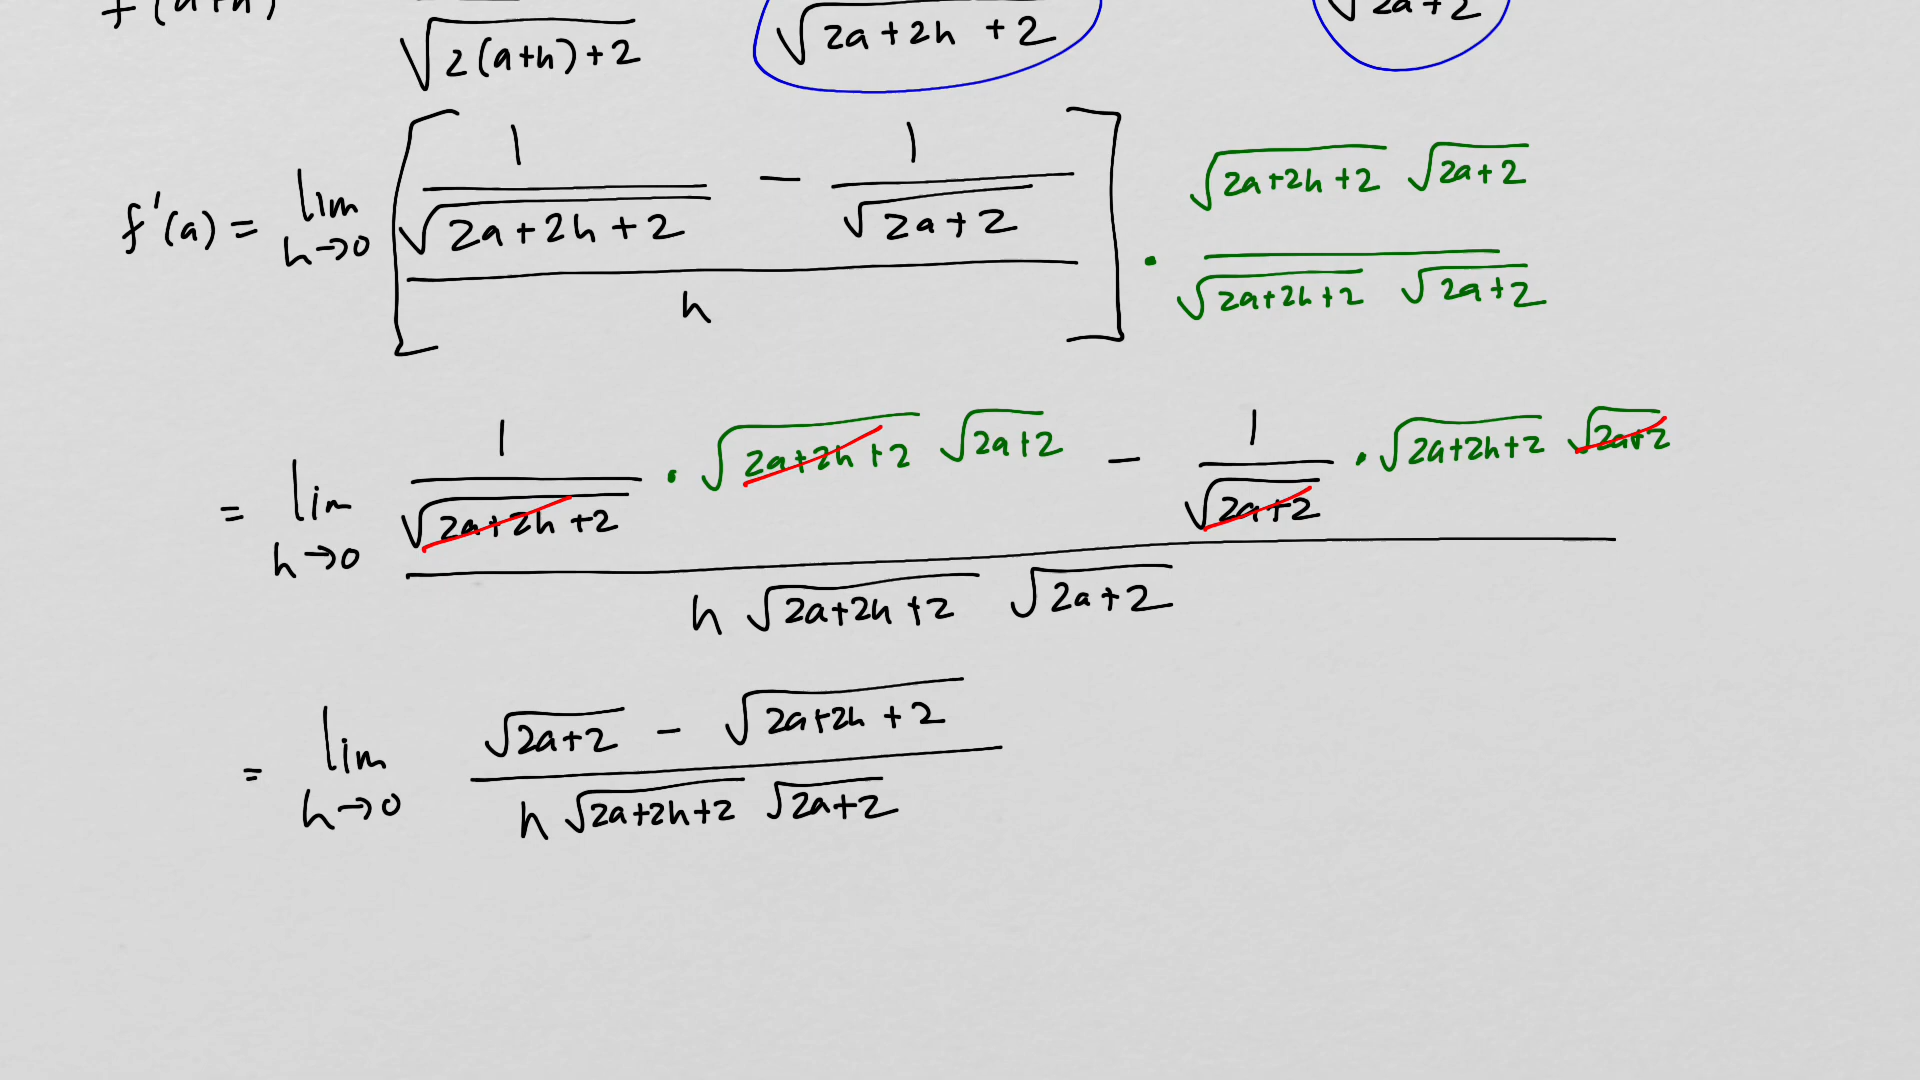 f(a+h) √2(a+h)+2 √2a+2h+2 √2a+2
f'(a) = lim h→0 [ (1/√2a+2h+2 − 1/√2a+2) / h ] · √2a+2h+2 √2a+2 / √2a+2h+2 √2a+2
= lim h→0 (1/√2a+2h+2 · √2a+2h+2 √2a+2 − 1/√2a+2 · √2a+2h+2 √2a+2) / h √2a+2h+2 √2a+2
= lim h→0 (√2a+2 − √2a+2h+2) / h √2a+2h+2 √2a+2